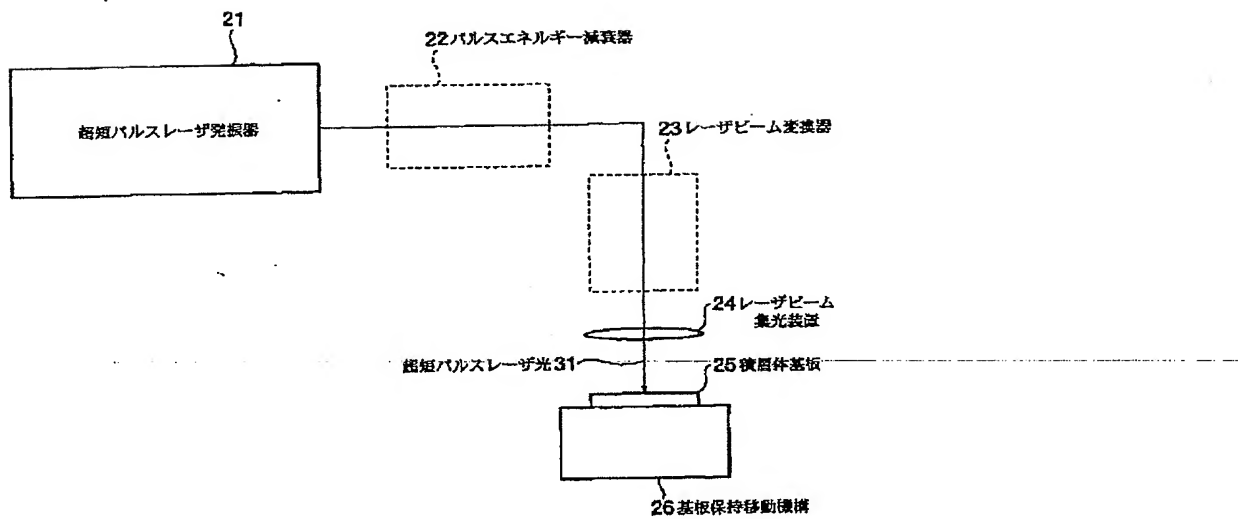 21
超短パルスレーザ発振器
22パルスエネルギー減衰器
23レーザビーム変換器
24レーザビーム
集光装置
超短パルスレーザ光31
25積層体基板
26基板保持移動機構